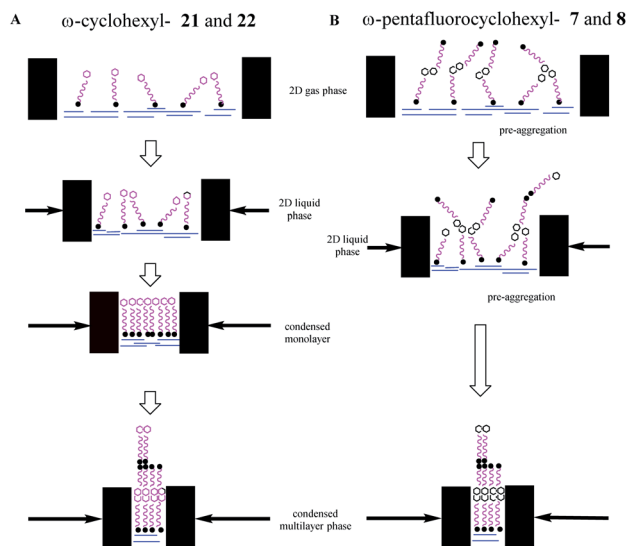 A
ω-cyclohexyl- 21 and 22
B
ω-pentafluorocyclohexyl- 7 and 8
2D gas phase
pre-aggregation
2D liquid
phase
2D liquid
phase
pre-aggregation
condensed
monolayer
condensed
multilayer phase